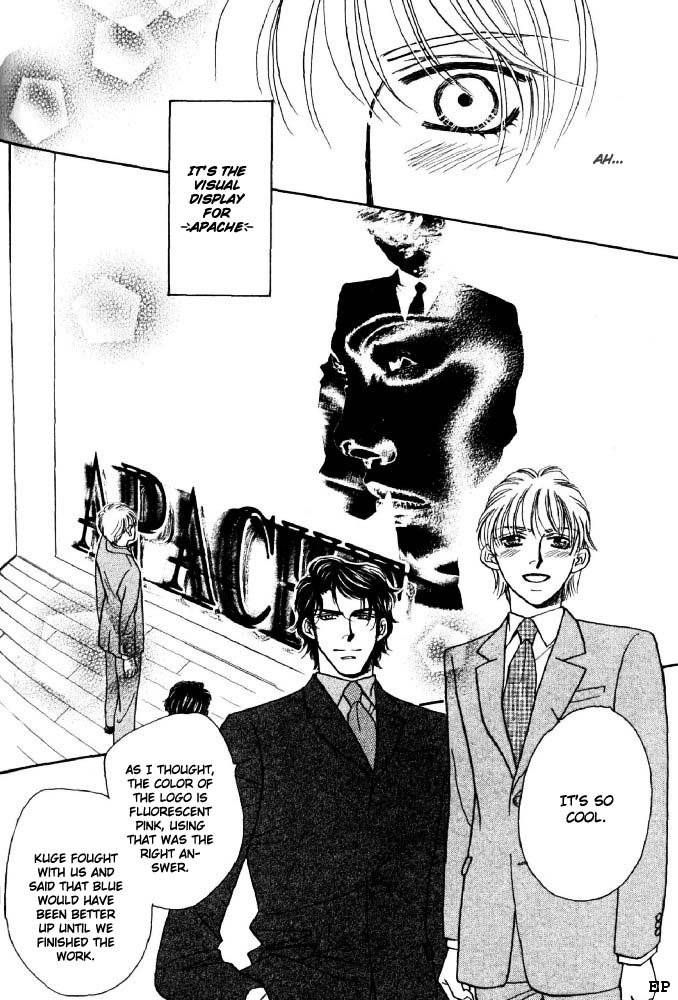 AH...
IT'S THE
VISUAL
DISPLAY
FOR
-APACHE-
APACHE
IT'S SO
COOL.
AS I THOUGHT,
THE COLOR OF
THE LOGO IS
FLUORESCENT
PINK, USING
THAT WAS THE
RIGHT AN-
SWER.
KUGE FOUGHT
WITH US AND
SAID THAT BLUE
WOULD HAVE
BEEN BETTER
UP UNTIL WE
FINISHED THE
WORK.